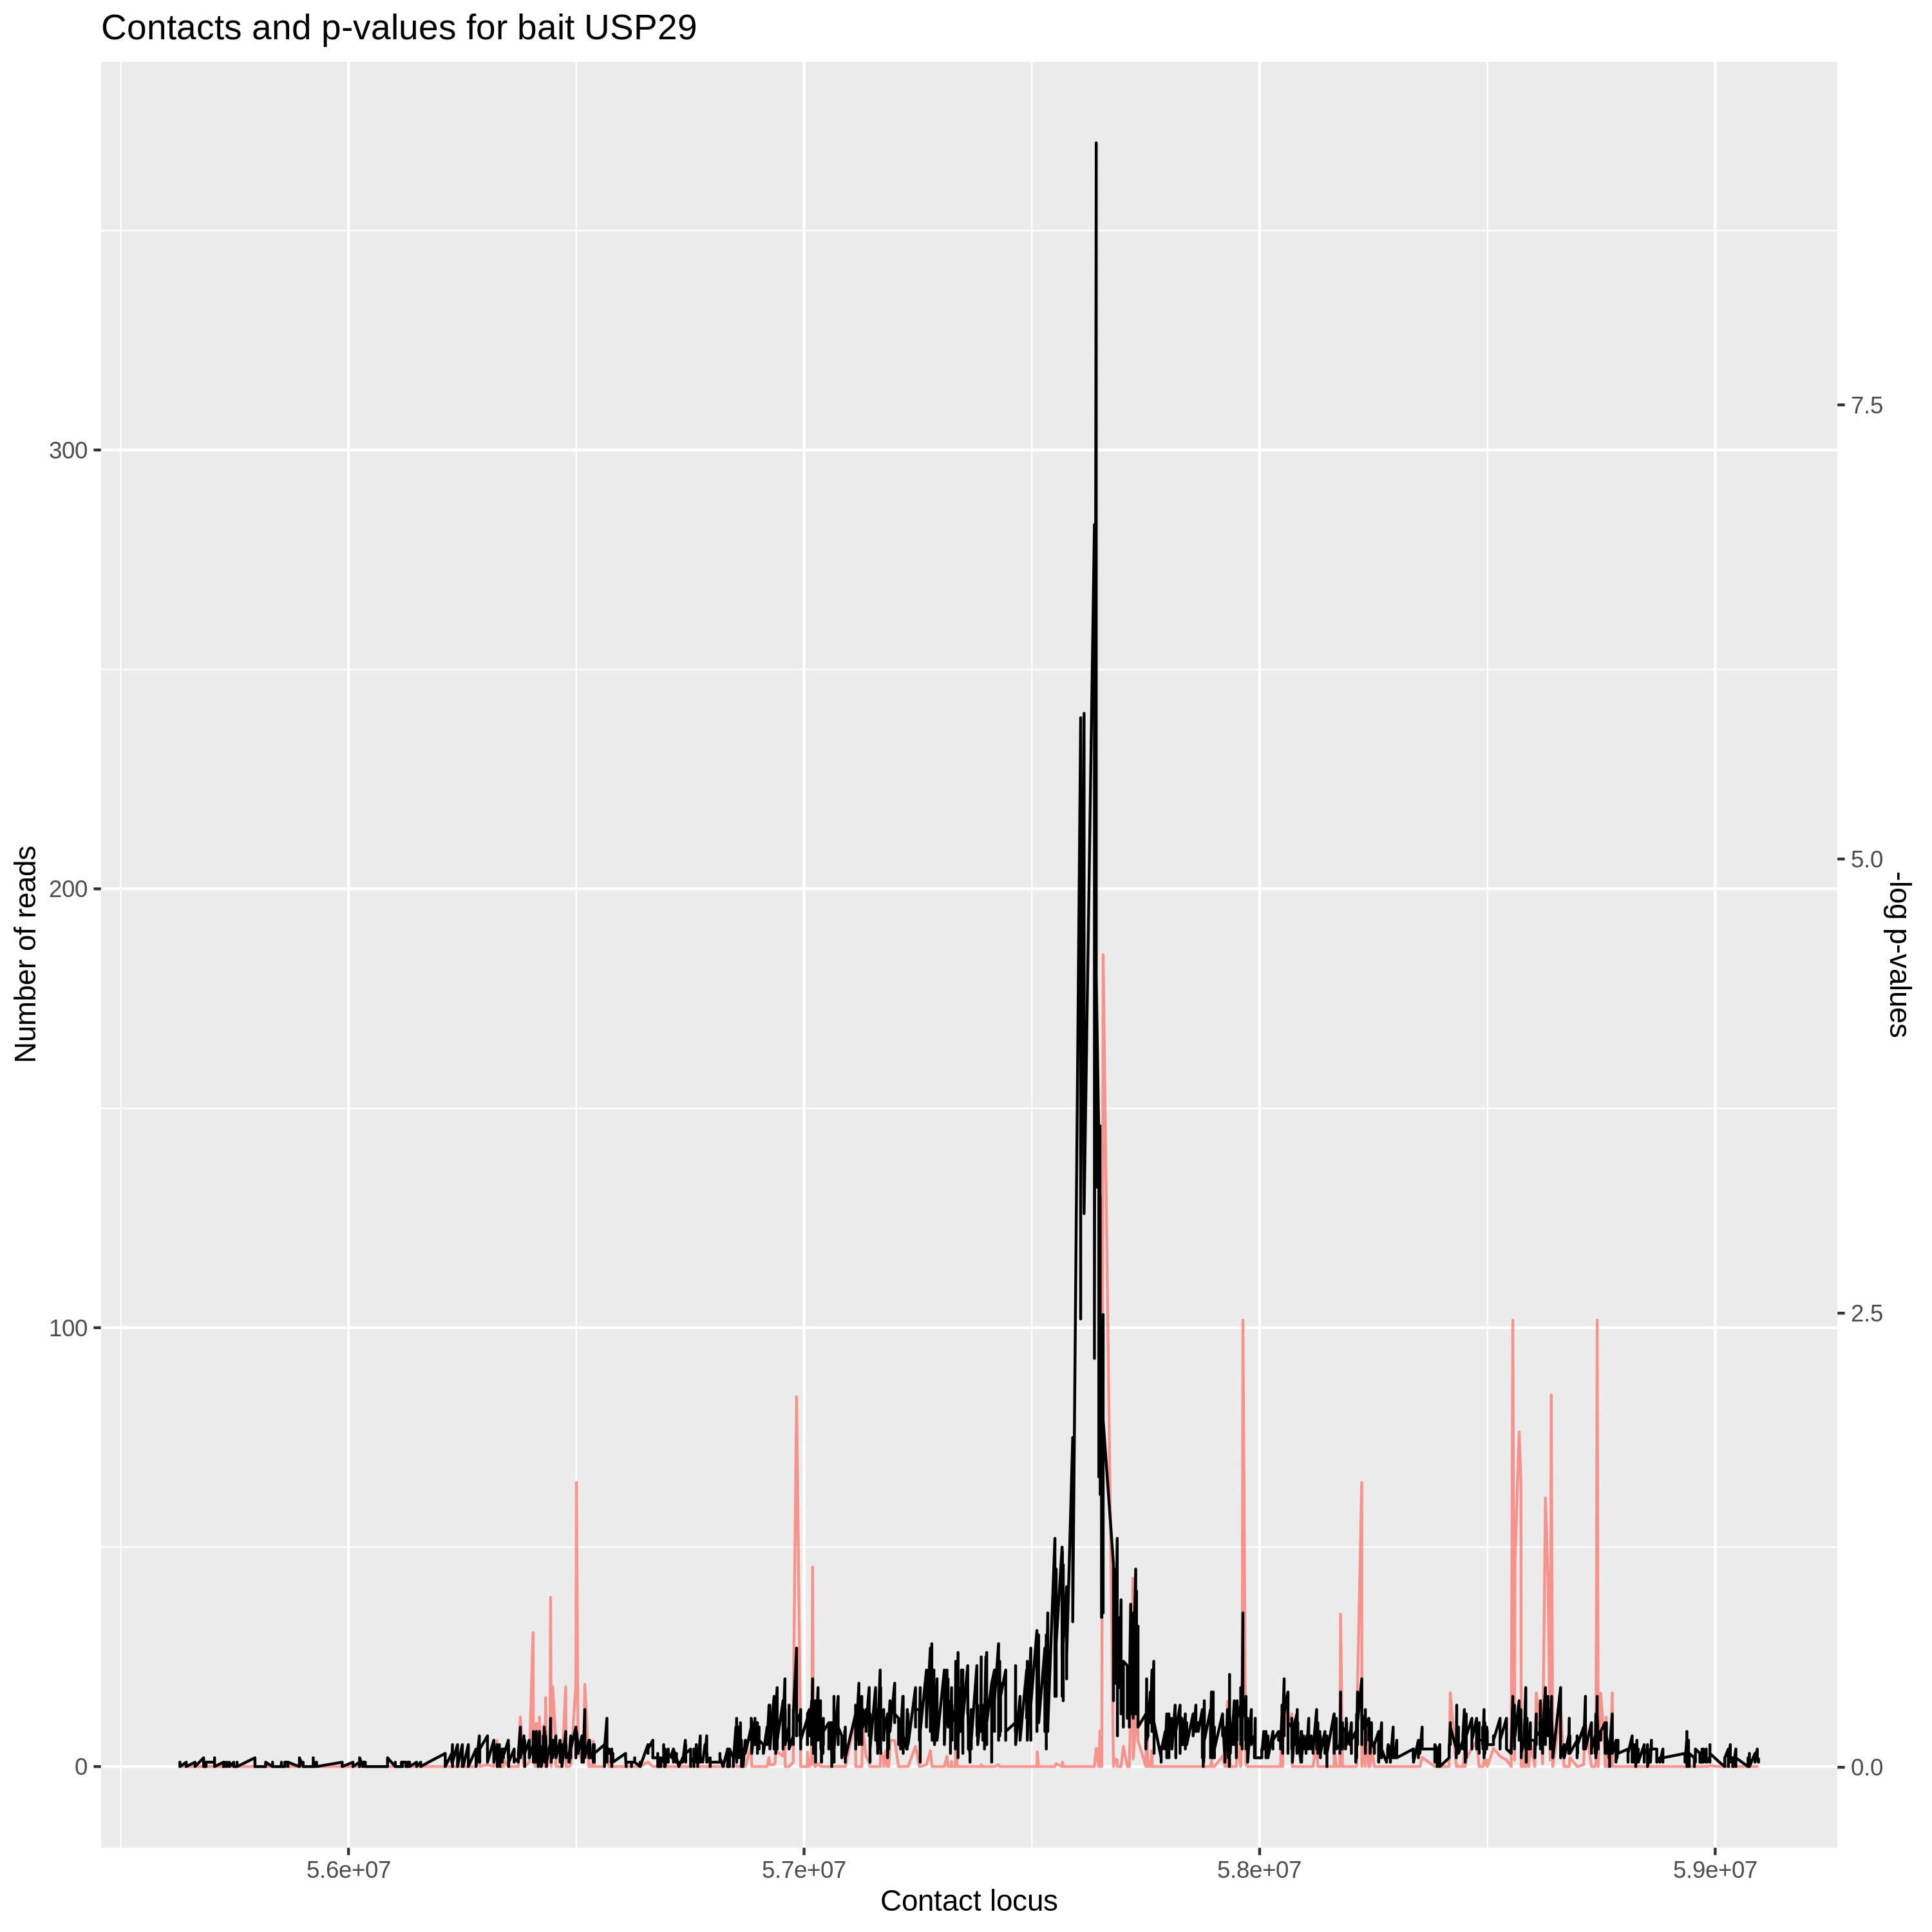 Contacts and p-values for bait USP29
300
200
100
0
7.5
5.0
2.5
0.0
Number of reads
-log p-values
5.6e+07
5.7e+07
5.8e+07
5.9e+07
Contact locus